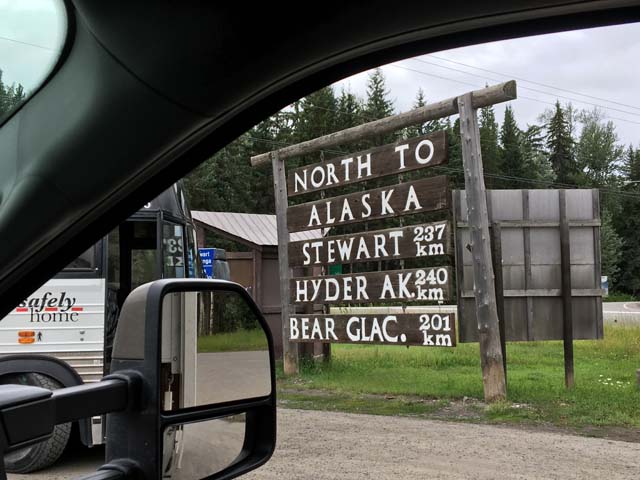 NORTH TO
ALASKA
STEWART 237 km
HYDER AK. 240 km
BEAR GLAC. 201 km
safely
home